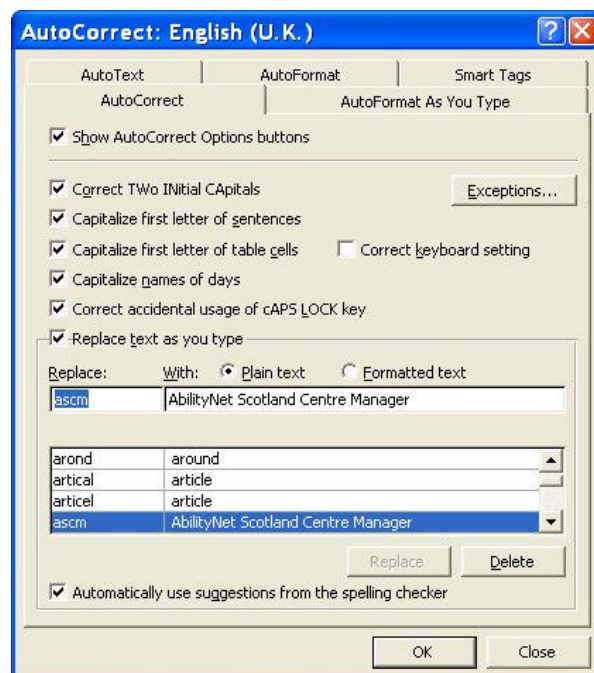 AutoCorrect: English (U.K.)
AutoText AutoFormat Smart Tags
AutoCorrect AutoFormat As You Type
Show AutoCorrect Options buttons
Correct TWo INitial CApitals Exceptions...
Capitalize first letter of sentences
Capitalize first letter of table cells Correct keyboard setting
Capitalize names of days
Correct accidental usage of cAPS LOCK key
Replace text as you type
Replace: With: Plain text Formatted text
ascm AbilityNet Scotland Centre Manager
arond around
artical article
articel article
ascm AbilityNet Scotland Centre Manager
Replace Delete
Automatically use suggestions from the spelling checker
OK Close